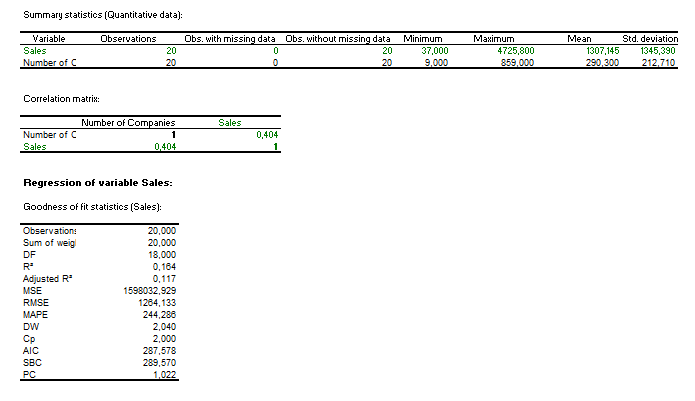 Summary statistics (Quantitative data):
Variable Observations Obs. with missing data Obs. without missing data Minimum Maximum Mean Std. deviation
Sales 20 0 20 37,000 4725,800 1307,145 1345,390
Number of C 20 0 20 9,000 859,000 290,300 212,710
Correlation matrix:
Number of Companies Sales
Number of C 1 0,404
Sales 0,404 1
Regression of variable Sales:
Goodness of fit statistics (Sales):
Observations 20,000
Sum of weig 20,000
DF 18,000
R² 0,164
Adjusted R² 0,117
MSE 1598032,929
RMSE 1264,133
MAPE 244,286
DW 2,040
Cp 2,000
AIC 287,578
SBC 289,570
PC 1,022